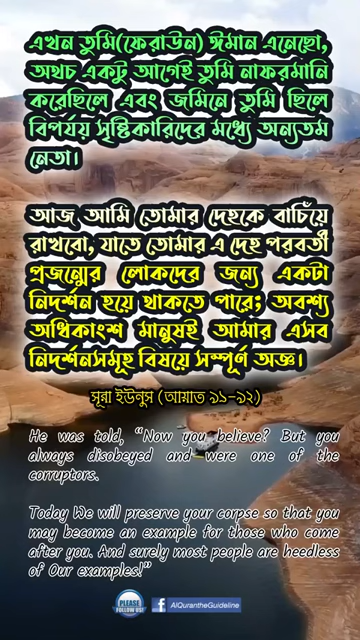 এখন তুমি(ফেরাউন) ঈমান এনেছো,
অথচ একটু আগেই তুমি নাফরমানি
করেছিলে এবং জমিনে তুমি ছিলে
বিপর্যয় সৃষ্টিকারিদের মধ্যে অন্যতম
নেতা।
আজ আমি তোমার দেহকে বাচিঁয়ে
রাখবো, যাতে তোমার এ দেহ পরবর্তী
প্রজন্মের লোকদের জন্য একটা
নিদর্শন হয়ে থাকতে পারে; অবশ্য
অধিকাংশ মানুষই আমার এসব
নিদর্শনসমূহ বিষয়ে সম্পূর্ণ অজ্ঞ।
সূরা ইউনুস (আয়াত ৯১-৯২)
He was told, “Now you believe? But you
always disobeyed and were one of the
corruptors.
Today We will preserve your corpse so that you
may become an example for those who come
after you. And surely most people are heedless
of Our examples!”
PLEASE
FOLLOW US!
f AlQurantheGuideline